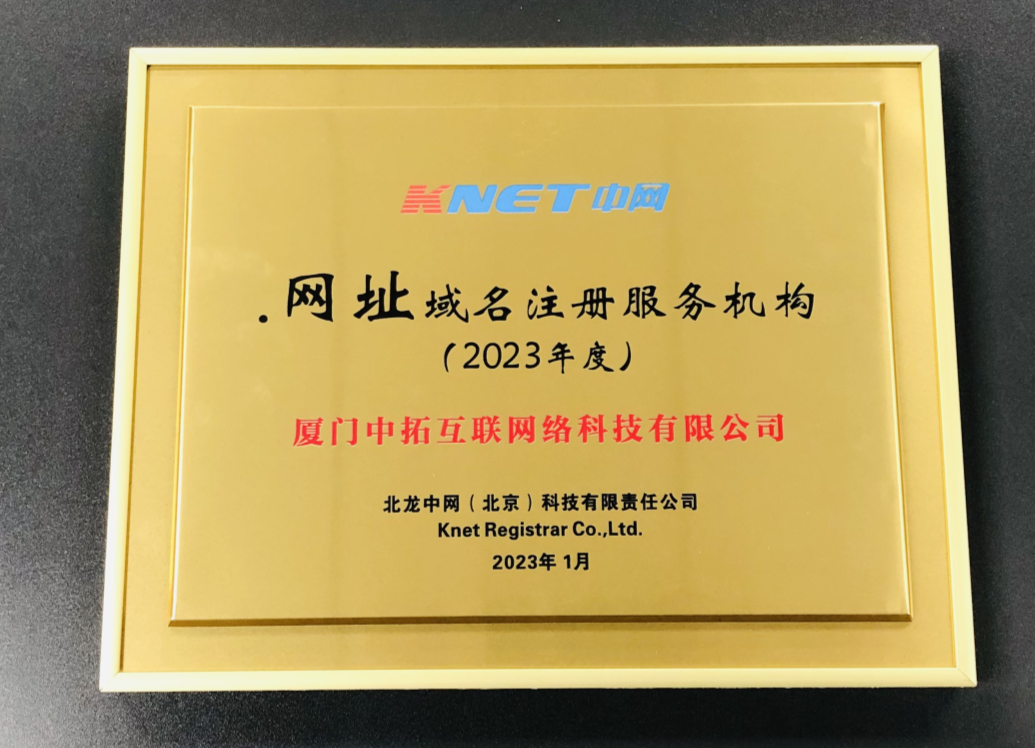 KNET中网
.网址域名注册服务机构
（2023年度）
厦门中拓互联网络科技有限公司
北龙中网（北京）科技有限责任公司
Knet Registrar Co.,Ltd.
2023年 1月